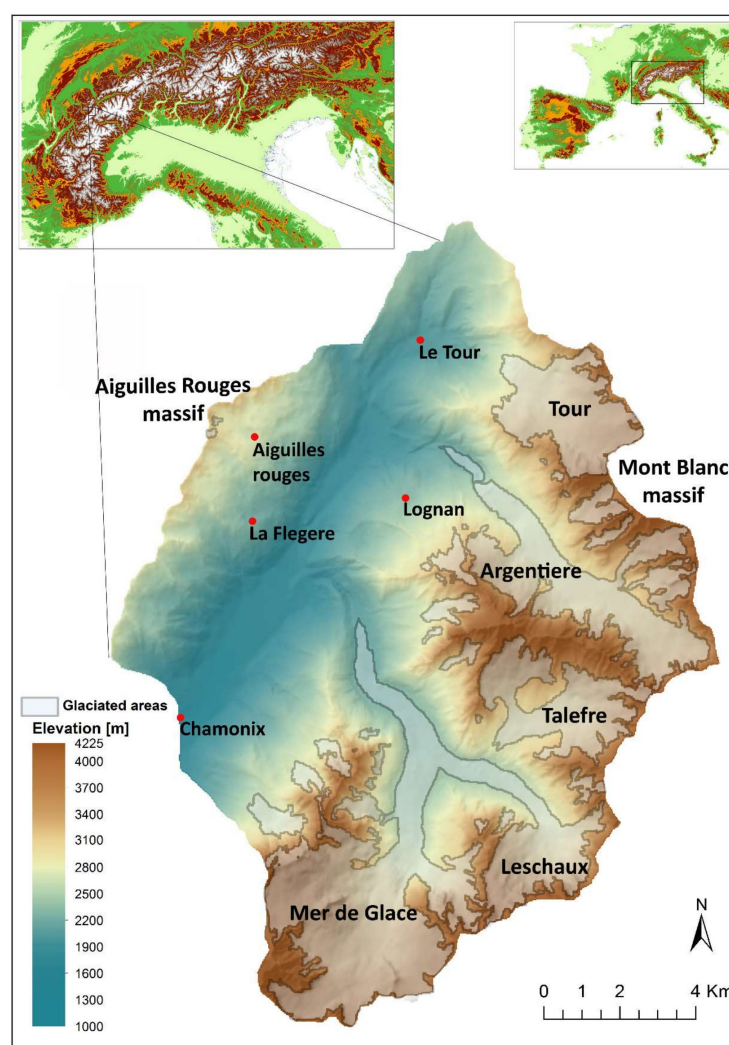 Le Tour
Aiguilles Rouges
massif
Tour
Aiguilles
rouges
Mont Blanc
massif
Lognan
La Flegere
Argentiere
Glaciated areas
Talefre
Elevation [m]
Chamonix
4225
4000
3700
3400
3100
2800
2500
2200
1900
1600
1300
1000
Leschaux
Mer de Glace
N
0 1 2 4 Km